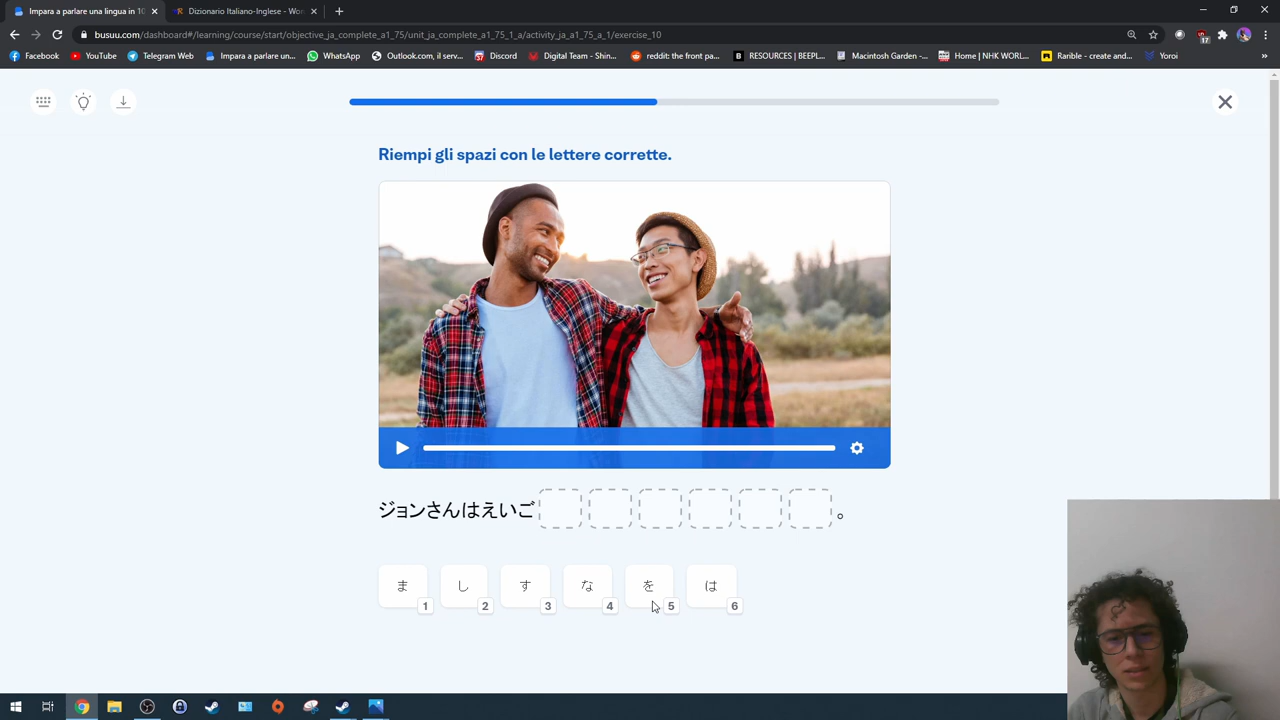 Impara a parlare una lingua in 10
Dizionario Italiano-Inglese - Wor
busuu.com/dashboard#/learning/course/start/objective_ja_complete_a1_75/unit_ja_complete_a1_75_1_a/activity_ja_a1_75_a_1/exercise_10
17
Facebook
YouTube
Telegram Web
Impara a parlare un...
WhatsApp
Outlook.com, il serv...
Discord
Digital Team - Shin...
reddit: the front pa...
RESOURCES | BEEPL...
Macintosh Garden -...
Home | NHK WORL...
Rarible - create and...
Yoroi
»
Riempi gli spazi con le lettere corrette.
ジョンさんはえいご 。
ま 1
し 2
す 3
な 4
を 5
は 6